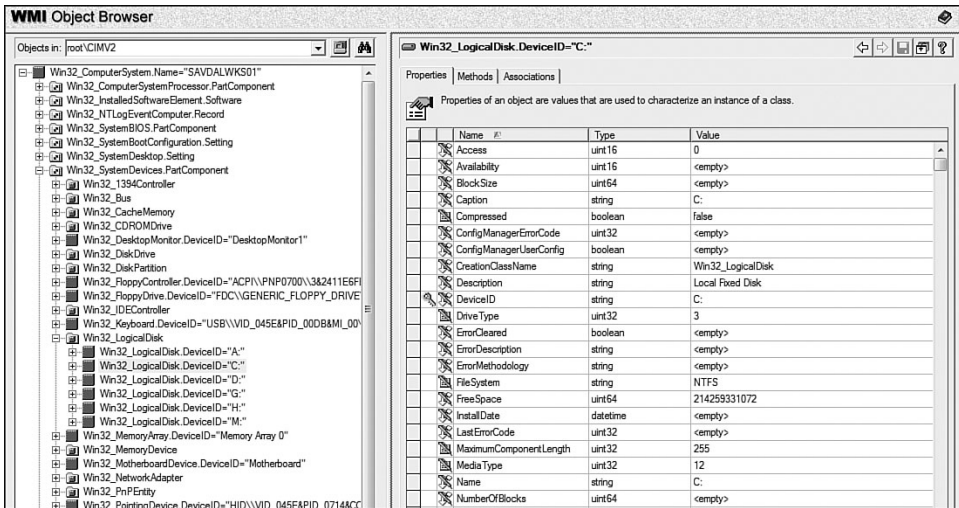 WMI Object Browser
Objects in: root\CIMV2
Win32_ComputerSystem.Name="SAVDALWKS01"
Win32_ComputerSystemProcessor.PartComponent
Win32_InstalledSoftwareElement.Software
Win32_NTLogEventComputer.Record
Win32_SystemBIOS.PartComponent
Win32_SystemBootConfiguration.Setting
Win32_SystemDesktop.Setting
Win32_SystemDevices.PartComponent
Win32_1394Controller
Win32_Bus
Win32_CacheMemory
Win32_CDROMDrive
Win32_DesktopMonitor.DeviceID="DesktopMonitor1"
Win32_DiskDrive
Win32_DiskPartition
Win32_FloppyController.DeviceID="ACPI\\PNP0700\\3&2411E6FI
Win32_FloppyDrive.DeviceID="FDC\\GENERIC_FLOPPY_DRIVE
Win32_IDEController
Win32_Keyboard.DeviceID="USB\\VID_045E&PID_00DB&MI_00\
Win32_LogicalDisk
Win32_LogicalDisk.DeviceID="A:"
Win32_LogicalDisk.DeviceID="C:"
Win32_LogicalDisk.DeviceID="D:"
Win32_LogicalDisk.DeviceID="G:"
Win32_LogicalDisk.DeviceID="H:"
Win32_LogicalDisk.DeviceID="M:"
Win32_MemoryArray.DeviceID="Memory Array 0"
Win32_MemoryDevice
Win32_MotherboardDevice.DeviceID="Motherboard"
Win32_NetworkAdapter
Win32_PnPEntity
Win32_PointingDevice.DeviceID="HID\\VID_045E&PID_0714&CC
Win32_LogicalDisk.DeviceID="C:"
Properties Methods Associations
Properties of an object are values that are used to characterize an instance of a class.
Name Type Value
Access uint16 0
Availability uint16 <empty>
BlockSize uint64 <empty>
Caption string C:
Compressed boolean false
ConfigManagerErrorCode uint32 <empty>
ConfigManagerUserConfig boolean <empty>
CreationClassName string Win32_LogicalDisk
Description string Local Fixed Disk
DeviceID string C:
DriveType uint32 3
ErrorCleared boolean <empty>
ErrorDescription string <empty>
ErrorMethodology string <empty>
FileSystem string NTFS
FreeSpace uint64 214259331072
InstallDate datetime <empty>
LastErrorCode uint32 <empty>
MaximumComponentLength uint32 255
MediaType uint32 12
Name string C:
NumberOfBlocks uint64 <empty>